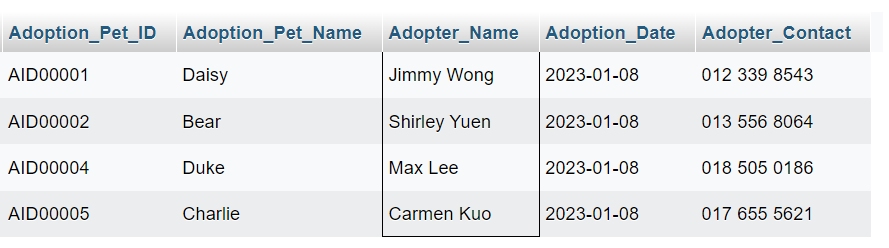 Adoption_Pet_ID Adoption_Pet_Name Adopter_Name Adoption_Date Adopter_Contact
AID00001 Daisy Jimmy Wong 2023-01-08 012 339 8543
AID00002 Bear Shirley Yuen 2023-01-08 013 556 8064
AID00004 Duke Max Lee 2023-01-08 018 505 0186
AID00005 Charlie Carmen Kuo 2023-01-08 017 655 5621